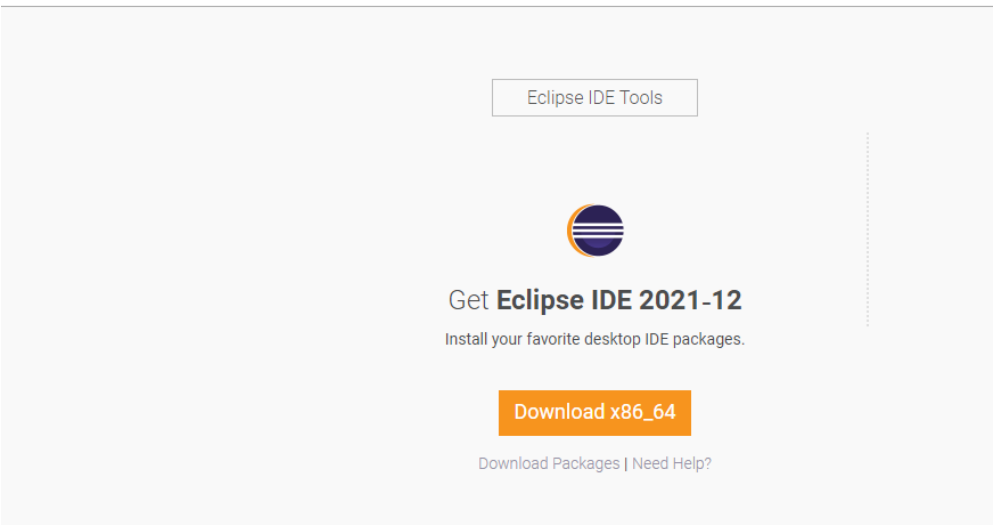 Eclipse IDE Tools
Get Eclipse IDE 2021-12
Install your favorite desktop IDE packages.
Download x86_64
Download Packages | Need Help?